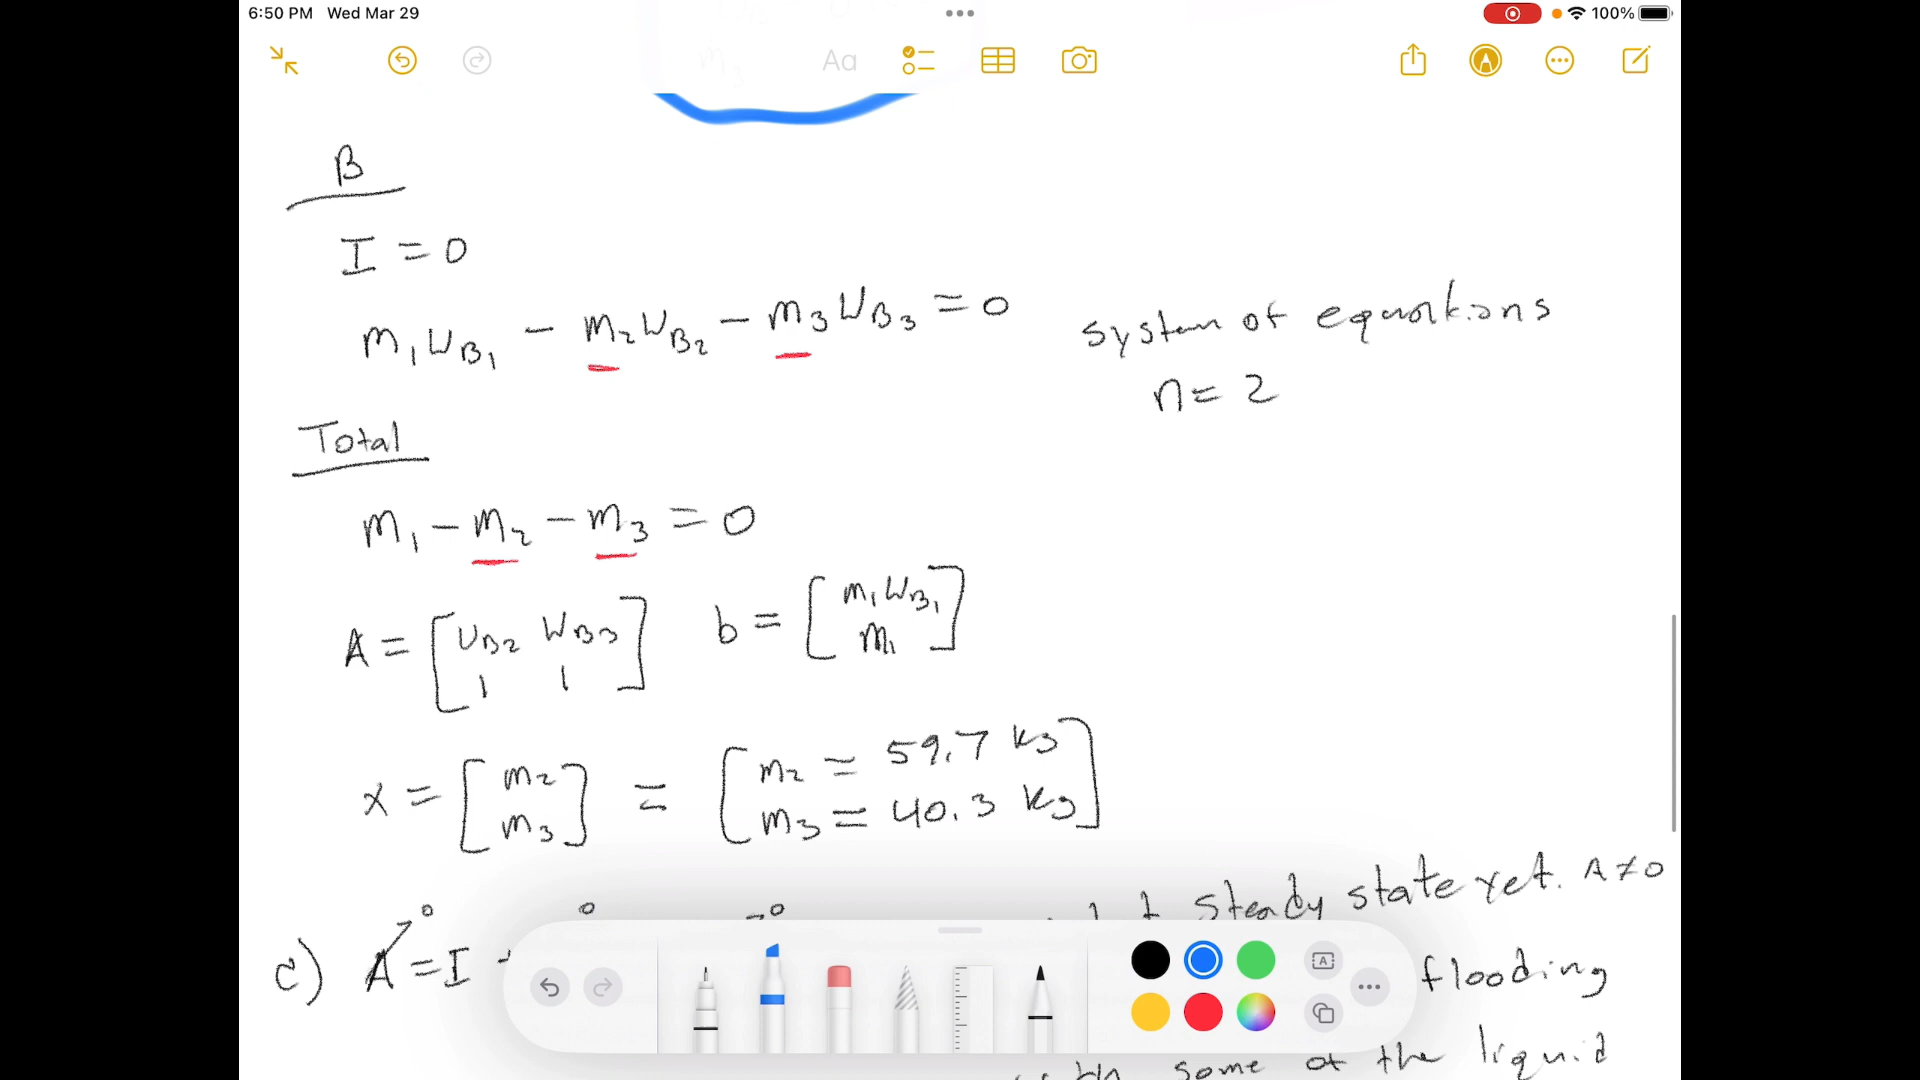 6:50 PM Wed Mar 29
100%
Aa
B
I = 0
m₁W_B₁ − m₂W_B₂ − m₃W_B₃ = 0
system of equations
n = 2
Total
m₁ − m₂ − m₃ = 0
A = [W_B2 W_B3
1 1]
b = [m₁W_B₁
m₁]
x = [m₂
m₃] = [m₂ = 59.7 kg
m₃ = 40.3 kg]
steady state yet. A ≠ 0
c) A = I
flooding
some of the liquid